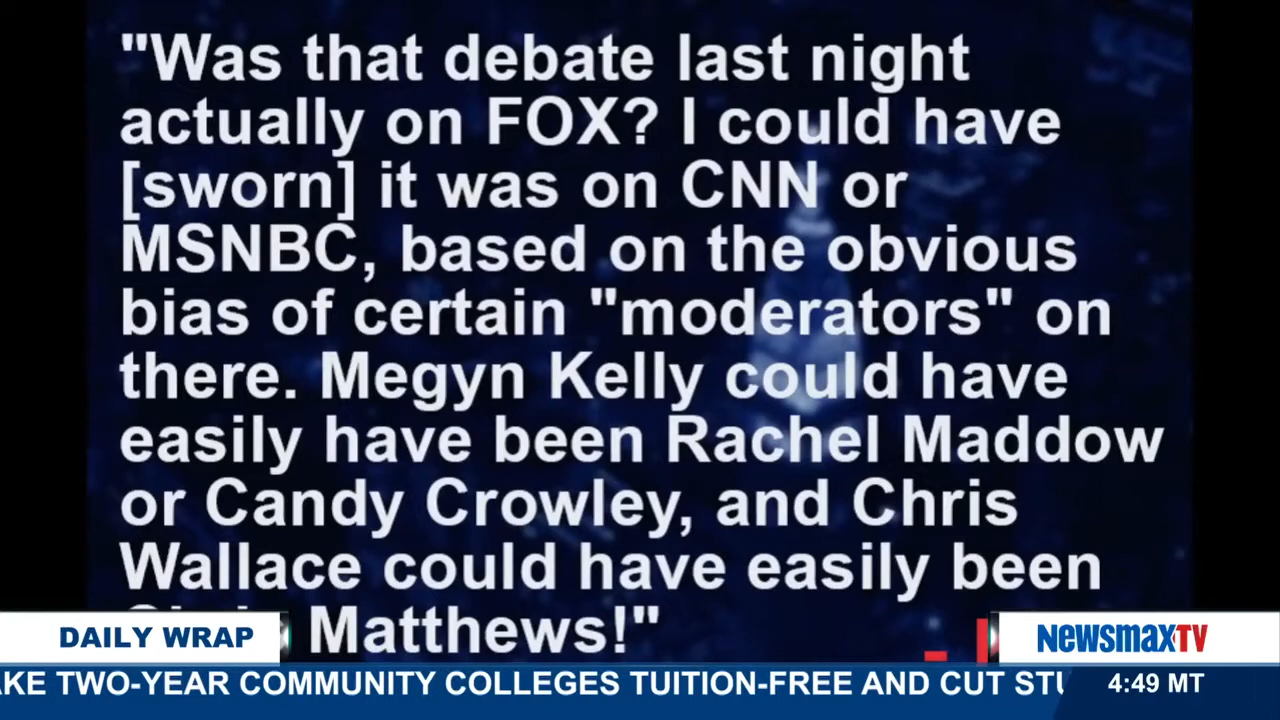 "Was that debate last night
actually on FOX? I could have
[sworn] it was on CNN or
MSNBC, based on the obvious
bias of certain "moderators" on
there. Megyn Kelly could have
easily have been Rachel Maddow
or Candy Crowley, and Chris
Wallace could have easily been
Matthews!"
DAILY WRAP
NEWSMAXTV
TWO-YEAR COMMUNITY COLLEGES TUITION-FREE AND CUT
4:49 MT